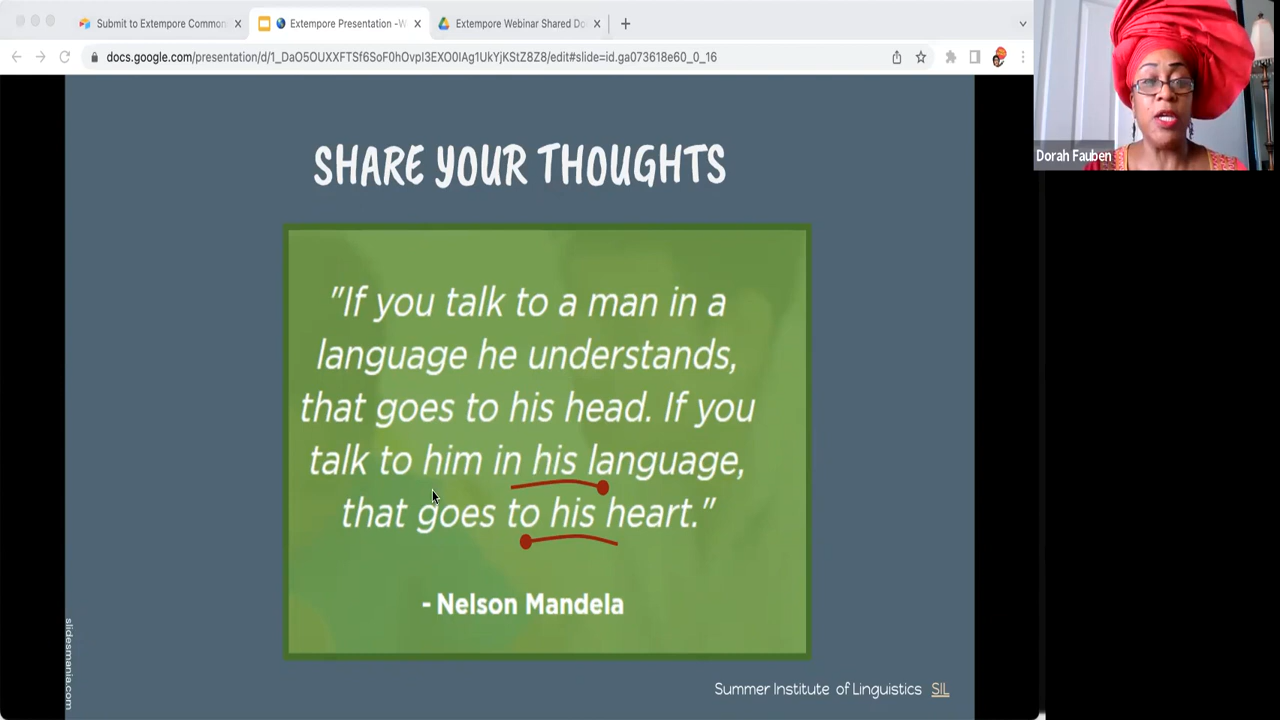 Submit to Extempore Common
Extempore Presentation - W
Extempore Webinar Shared Do
docs.google.com/presentation/d/1_DaO5OUXXFTSf6SoF0hOvpI3EXO0IAg1UkYjKStZ8Z8/edit#slide=id.ga073618e60_0_16
Dorah Fauben
SHARE YOUR THOUGHTS
"If you talk to a man in a
language he understands,
that goes to his head. If you
talk to him in his language,
that goes to his heart."
- Nelson Mandela
slidesmania.com
Summer Institute of Linguistics SIL